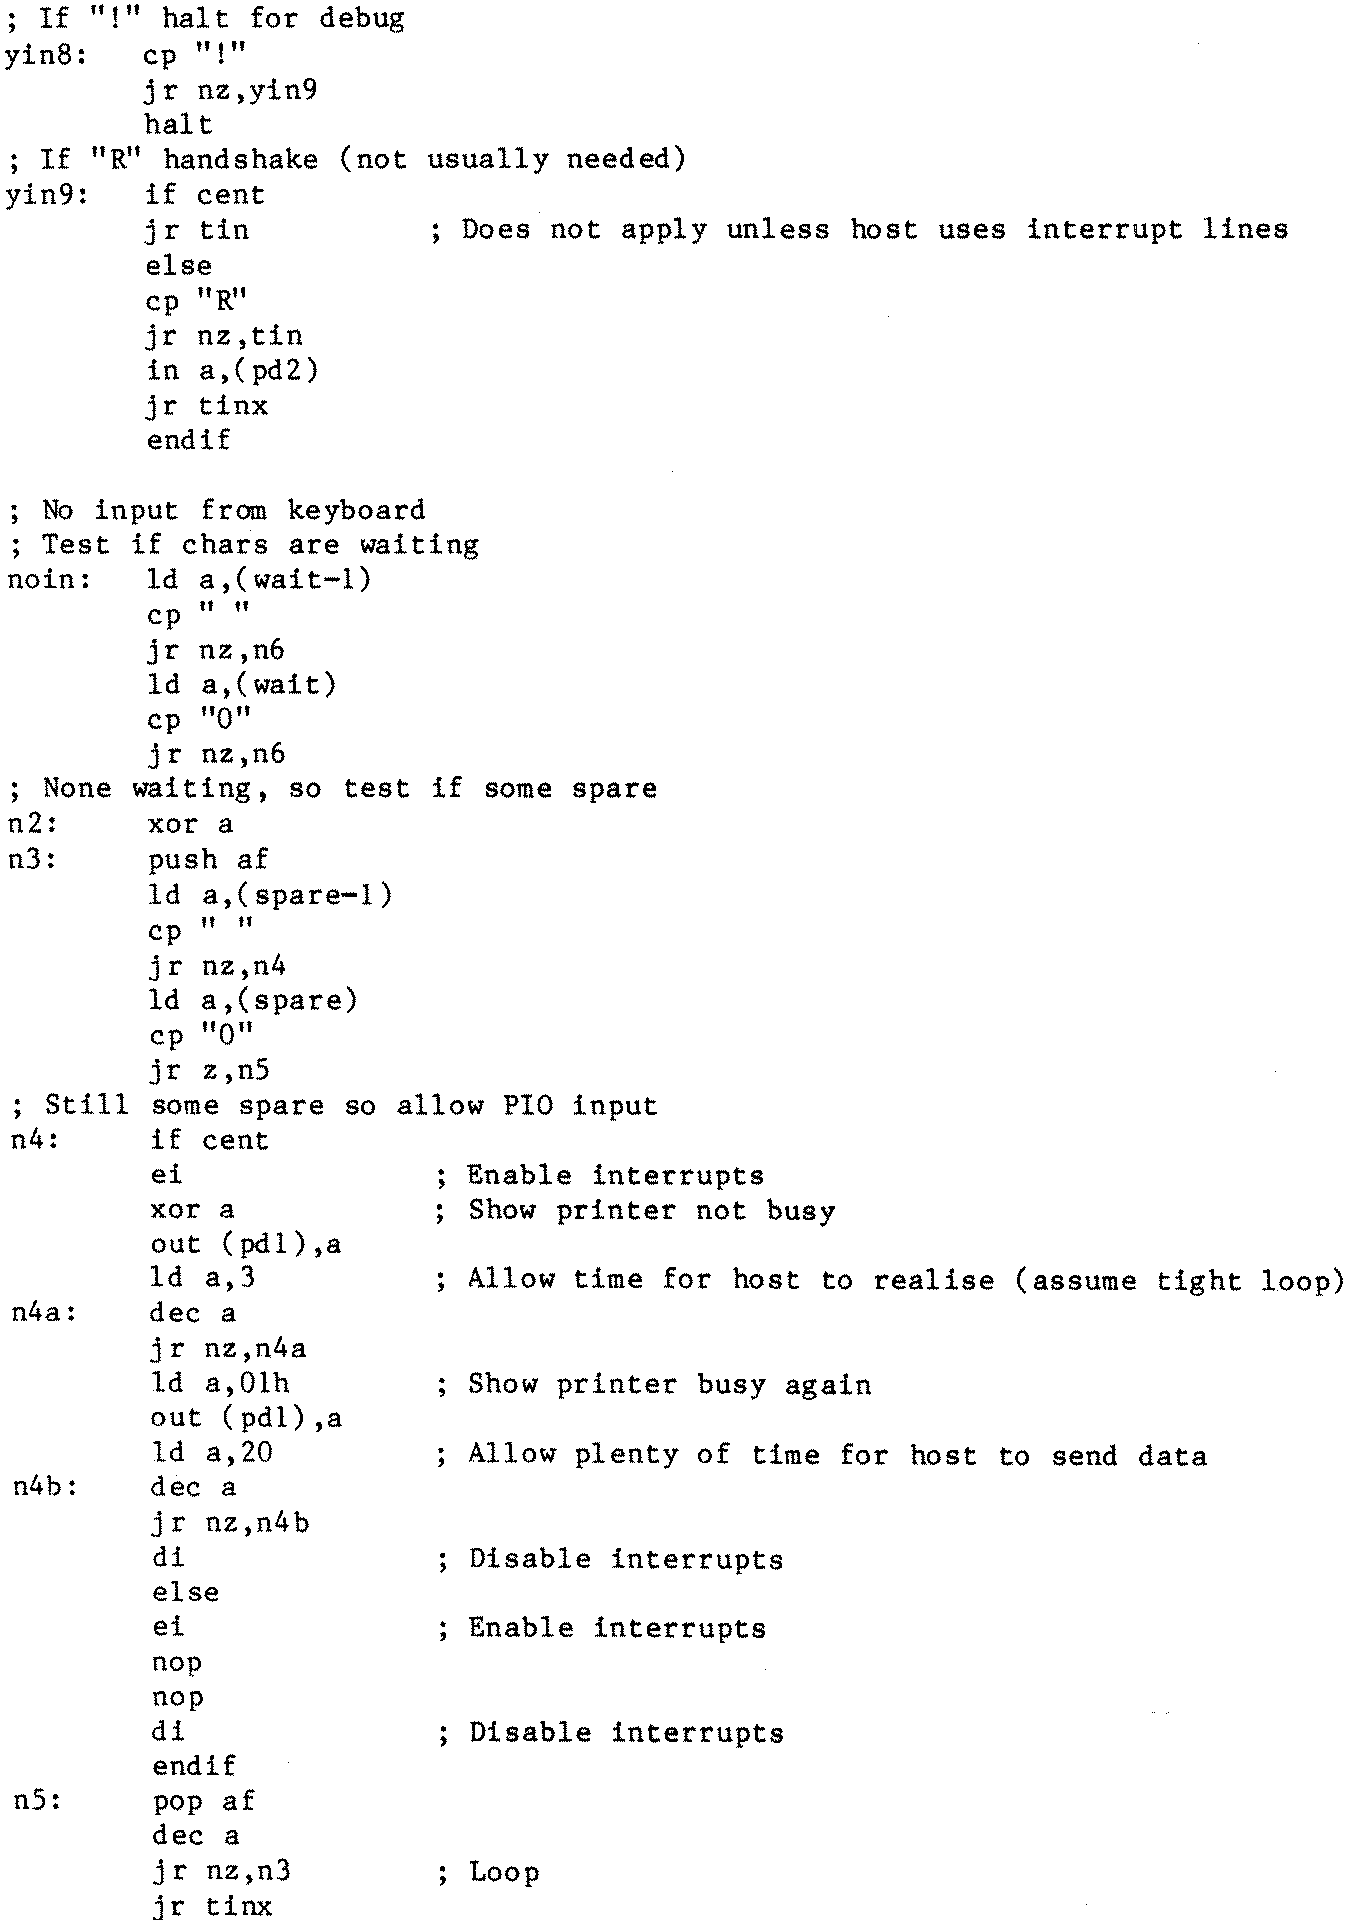 ; If "!" halt for debug
yin8:   cp "!"
        jr nz,yin9
        halt
; If "R" handshake (not usually needed)
yin9:   if cent
        jr tin          ; Does not apply unless host uses interrupt lines
        else
        cp "R"
        jr nz,tin
        in a,(pd2)
        jr tinx
        endif

; No input from keyboard
; Test if chars are waiting
noin:   ld a,(wait-1)
        cp " "
        jr nz,n6
        ld a,(wait)
        cp "0"
        jr nz,n6
; None waiting, so test if some spare
n2:     xor a
n3:     push af
        ld a,(spare-1)
        cp " "
        jr nz,n4
        ld a,(spare)
        cp "0"
        jr z,n5
; Still some spare so allow PIO input
n4:     if cent
        ei              ; Enable interrupts
        xor a           ; Show printer not busy
        out (pd1),a
        ld a,3          ; Allow time for host to realise (assume tight loop)
n4a:    dec a
        jr nz,n4a
        ld a,01h        ; Show printer busy again
        out (pd1),a
        ld a,20         ; Allow plenty of time for host to send data
n4b:    dec a
        jr nz,n4b
        di              ; Disable interrupts
        else
        ei              ; Enable interrupts
        nop
        nop
        di              ; Disable interrupts
        endif
n5:     pop af
        dec a
        jr nz,n3        ; Loop
        jr tinx